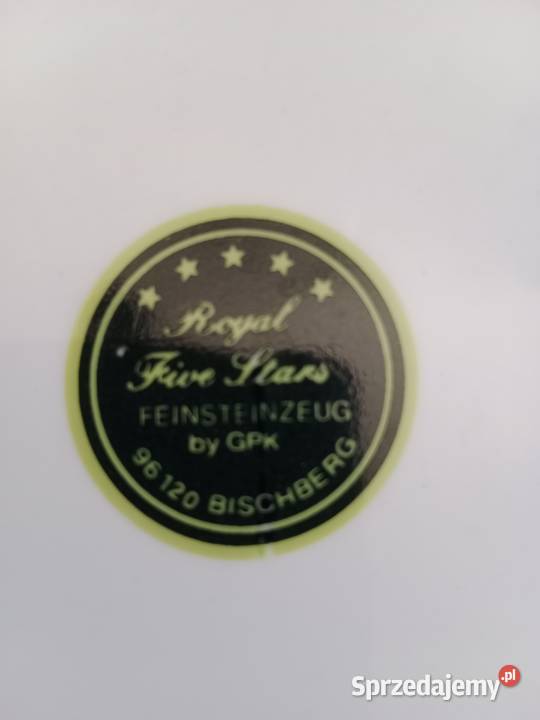 Royal
Five Stars
FEINSTEINZEUG
by GPK
96120 BISCHBERG
Sprzedajemy.pl